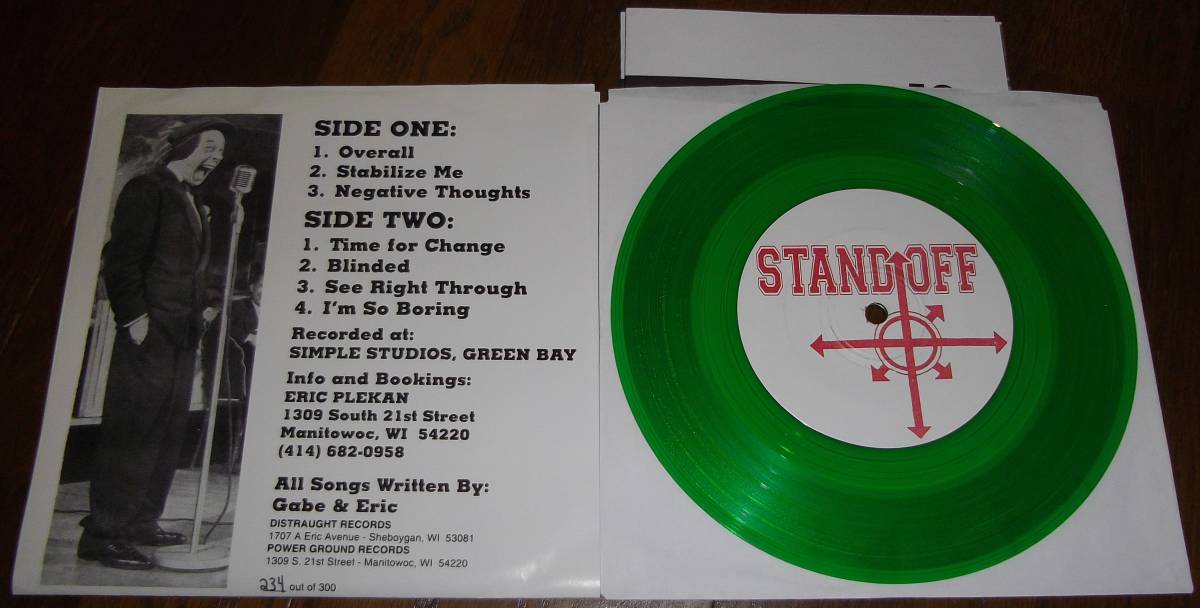 SIDE ONE:
1. Overall
2. Stabilize Me
3. Negative Thoughts
SIDE TWO:
1. Time for Change
2. Blinded
3. See Right Through
4. I'm So Boring
Recorded at:
SIMPLE STUDIOS, GREEN BAY
Info and Bookings:
ERIC PLEKAN
1309 South 21st Street
Manitowoc, WI 54220
(414) 682-0958
All Songs Written By:
Gabe & Eric
DISTRAUGHT RECORDS
1707 A Eric Avenue - Sheboygan, WI 53081
POWER GROUND RECORDS
1309 S. 21st Street - Manitowoc, WI 54220
234 out of 300
STAND OFF